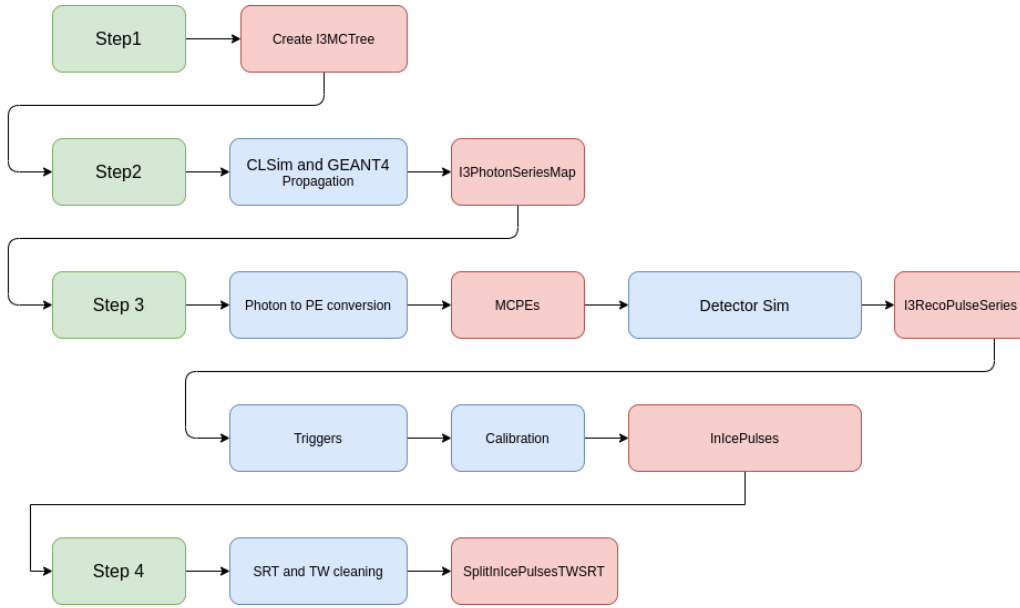 Step1
Create I3MCTree
Step2
CLSim and GEANT4
Propagation
I3PhotonSeriesMap
Step 3
Photon to PE conversion
MCPEs
Detector Sim
I3RecoPulseSeries
Triggers
Calibration
InIcePulses
Step 4
SRT and TW cleaning
SplitInIcePulsesTWSRT